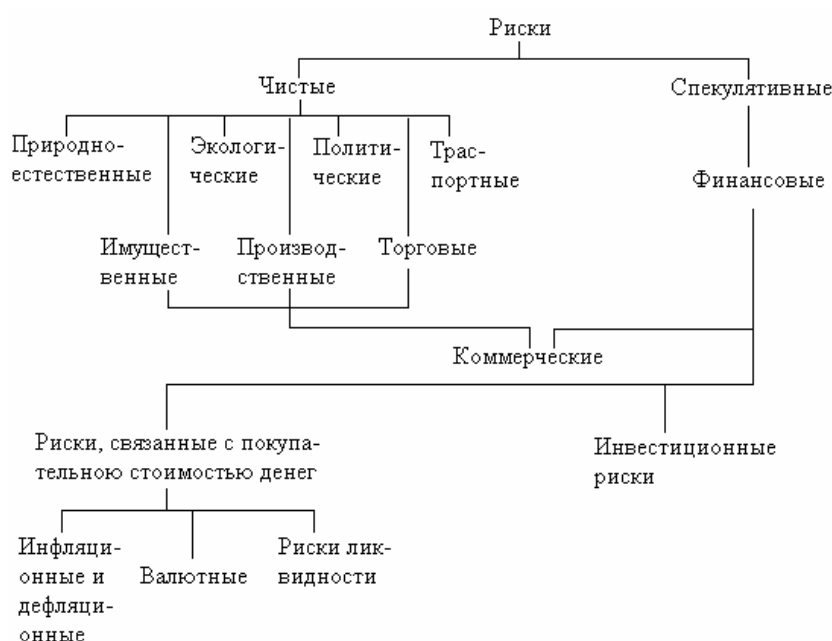 Риски
Чистые
Спекулятивные
Природно-
естественные
Экологи-
ческие
Полити-
ческие
Трас-
портные
Финансовые
Имущест-
венные
Производ-
ственные
Торговые
Коммерческие
Риски, связанные с покупа-
тельною стоимостью денег
Инвестиционные
риски
Инфляци-
онные и
дефляци-
онные
Валютные
Риски лик-
видности